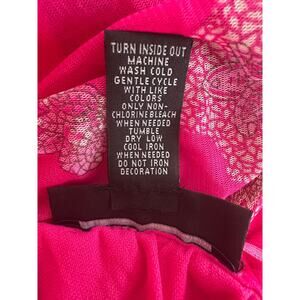 TURN INSIDE OUT
MACHINE
WASH COLD
GENTLE CYCLE
WITH LIKE
COLORS
ONLY NON-
CHLORINE BLEACH
WHEN NEEDED
TUMBLE
DRY LOW
COOL IRON
WHEN NEEDED
DO NOT IRON
DECORATION